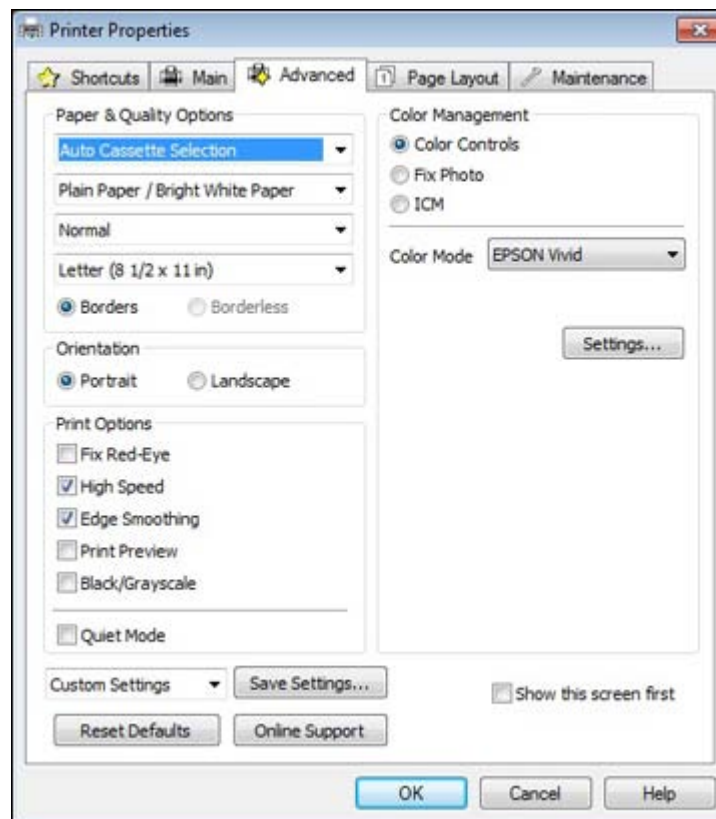 Printer Properties
Shortcuts
Main
Advanced
1
Page Layout
Maintenance
Paper & Quality Options
Auto Cassette Selection
Plain Paper / Bright White Paper
Normal
Letter (8 1/2 x 11 in)
Borders
Borderless
Orientation
Portrait
Landscape
Print Options
Fix Red-Eye
High Speed
Edge Smoothing
Print Preview
Black/Grayscale
Quiet Mode
Color Management
Color Controls
Fix Photo
ICM
Color Mode
EPSON Vivid
Settings...
Custom Settings
Save Settings...
Show this screen first
Reset Defaults
Online Support
OK
Cancel
Help